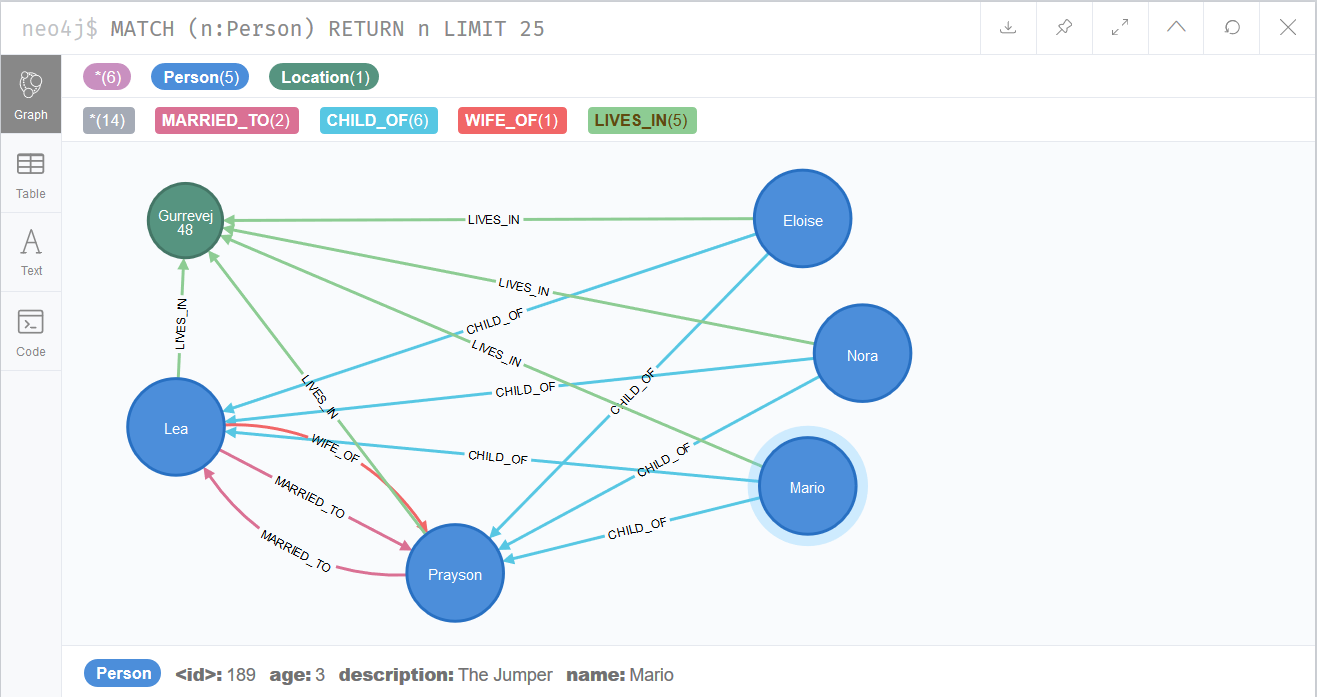 neo4j$ MATCH (n:Person) RETURN n LIMIT 25
Graph
Table
Text
Code
*(6) Person(5) Location(1)
*(14) MARRIED_TO(2) CHILD_OF(6) WIFE_OF(1) LIVES_IN(5)
Gurrevej
48
LIVES_IN
Eloise
LIVES_IN
CHILD_OF
LIVES_IN
LIVES_IN
Nora
LIVES_IN
CHILD_OF
CHILD_OF
Lea
WIFE_OF
CHILD_OF
CHILD_OF
Mario
MARRIED_TO
CHILD_OF
MARRIED_TO
Prayson
Person <id>: 189 age: 3 description: The Jumper name: Mario